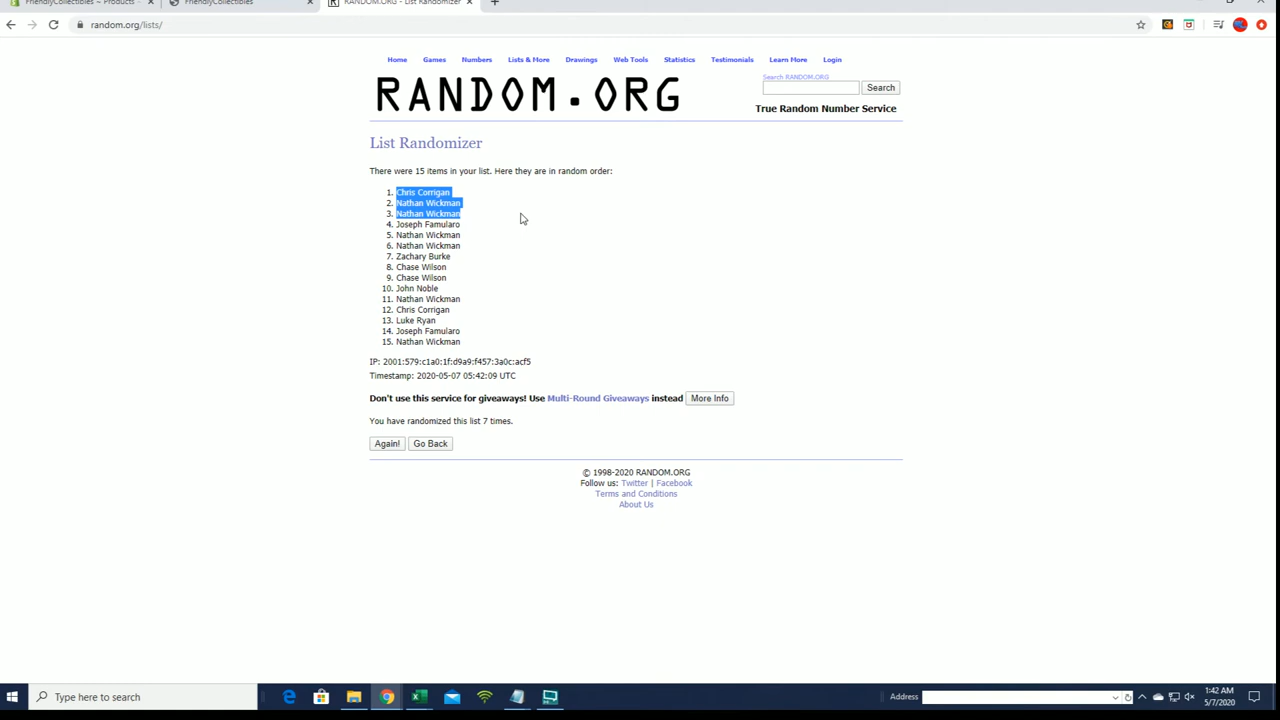 FriendlyCollectibles ~ Products
FriendlyCollectibles
RANDOM.ORG - List Randomizer
random.org/lists/
Home Games Numbers Lists & More Drawings Web Tools Statistics Testimonials Learn More Login
RANDOM.ORG
Search RANDOM.ORG
Search
True Random Number Service
List Randomizer
There were 15 items in your list. Here they are in random order:
1. Chris Corrigan
2. Nathan Wickman
3. Nathan Wickman
4. Joseph Famularo
5. Nathan Wickman
6. Nathan Wickman
7. Zachary Burke
8. Chase Wilson
9. Chase Wilson
10. John Noble
11. Nathan Wickman
12. Chris Corrigan
13. Luke Ryan
14. Joseph Famularo
15. Nathan Wickman
IP: 2001:579:c1a0:1f:d9a9:f457:3a0c:acf5
Timestamp: 2020-05-07 05:42:09 UTC
Don't use this service for giveaways! Use Multi-Round Giveaways instead More Info
You have randomized this list 7 times.
Again! Go Back
© 1998-2020 RANDOM.ORG
Follow us: Twitter | Facebook
Terms and Conditions
About Us
Type here to search
Address
1:42 AM
5/7/2020